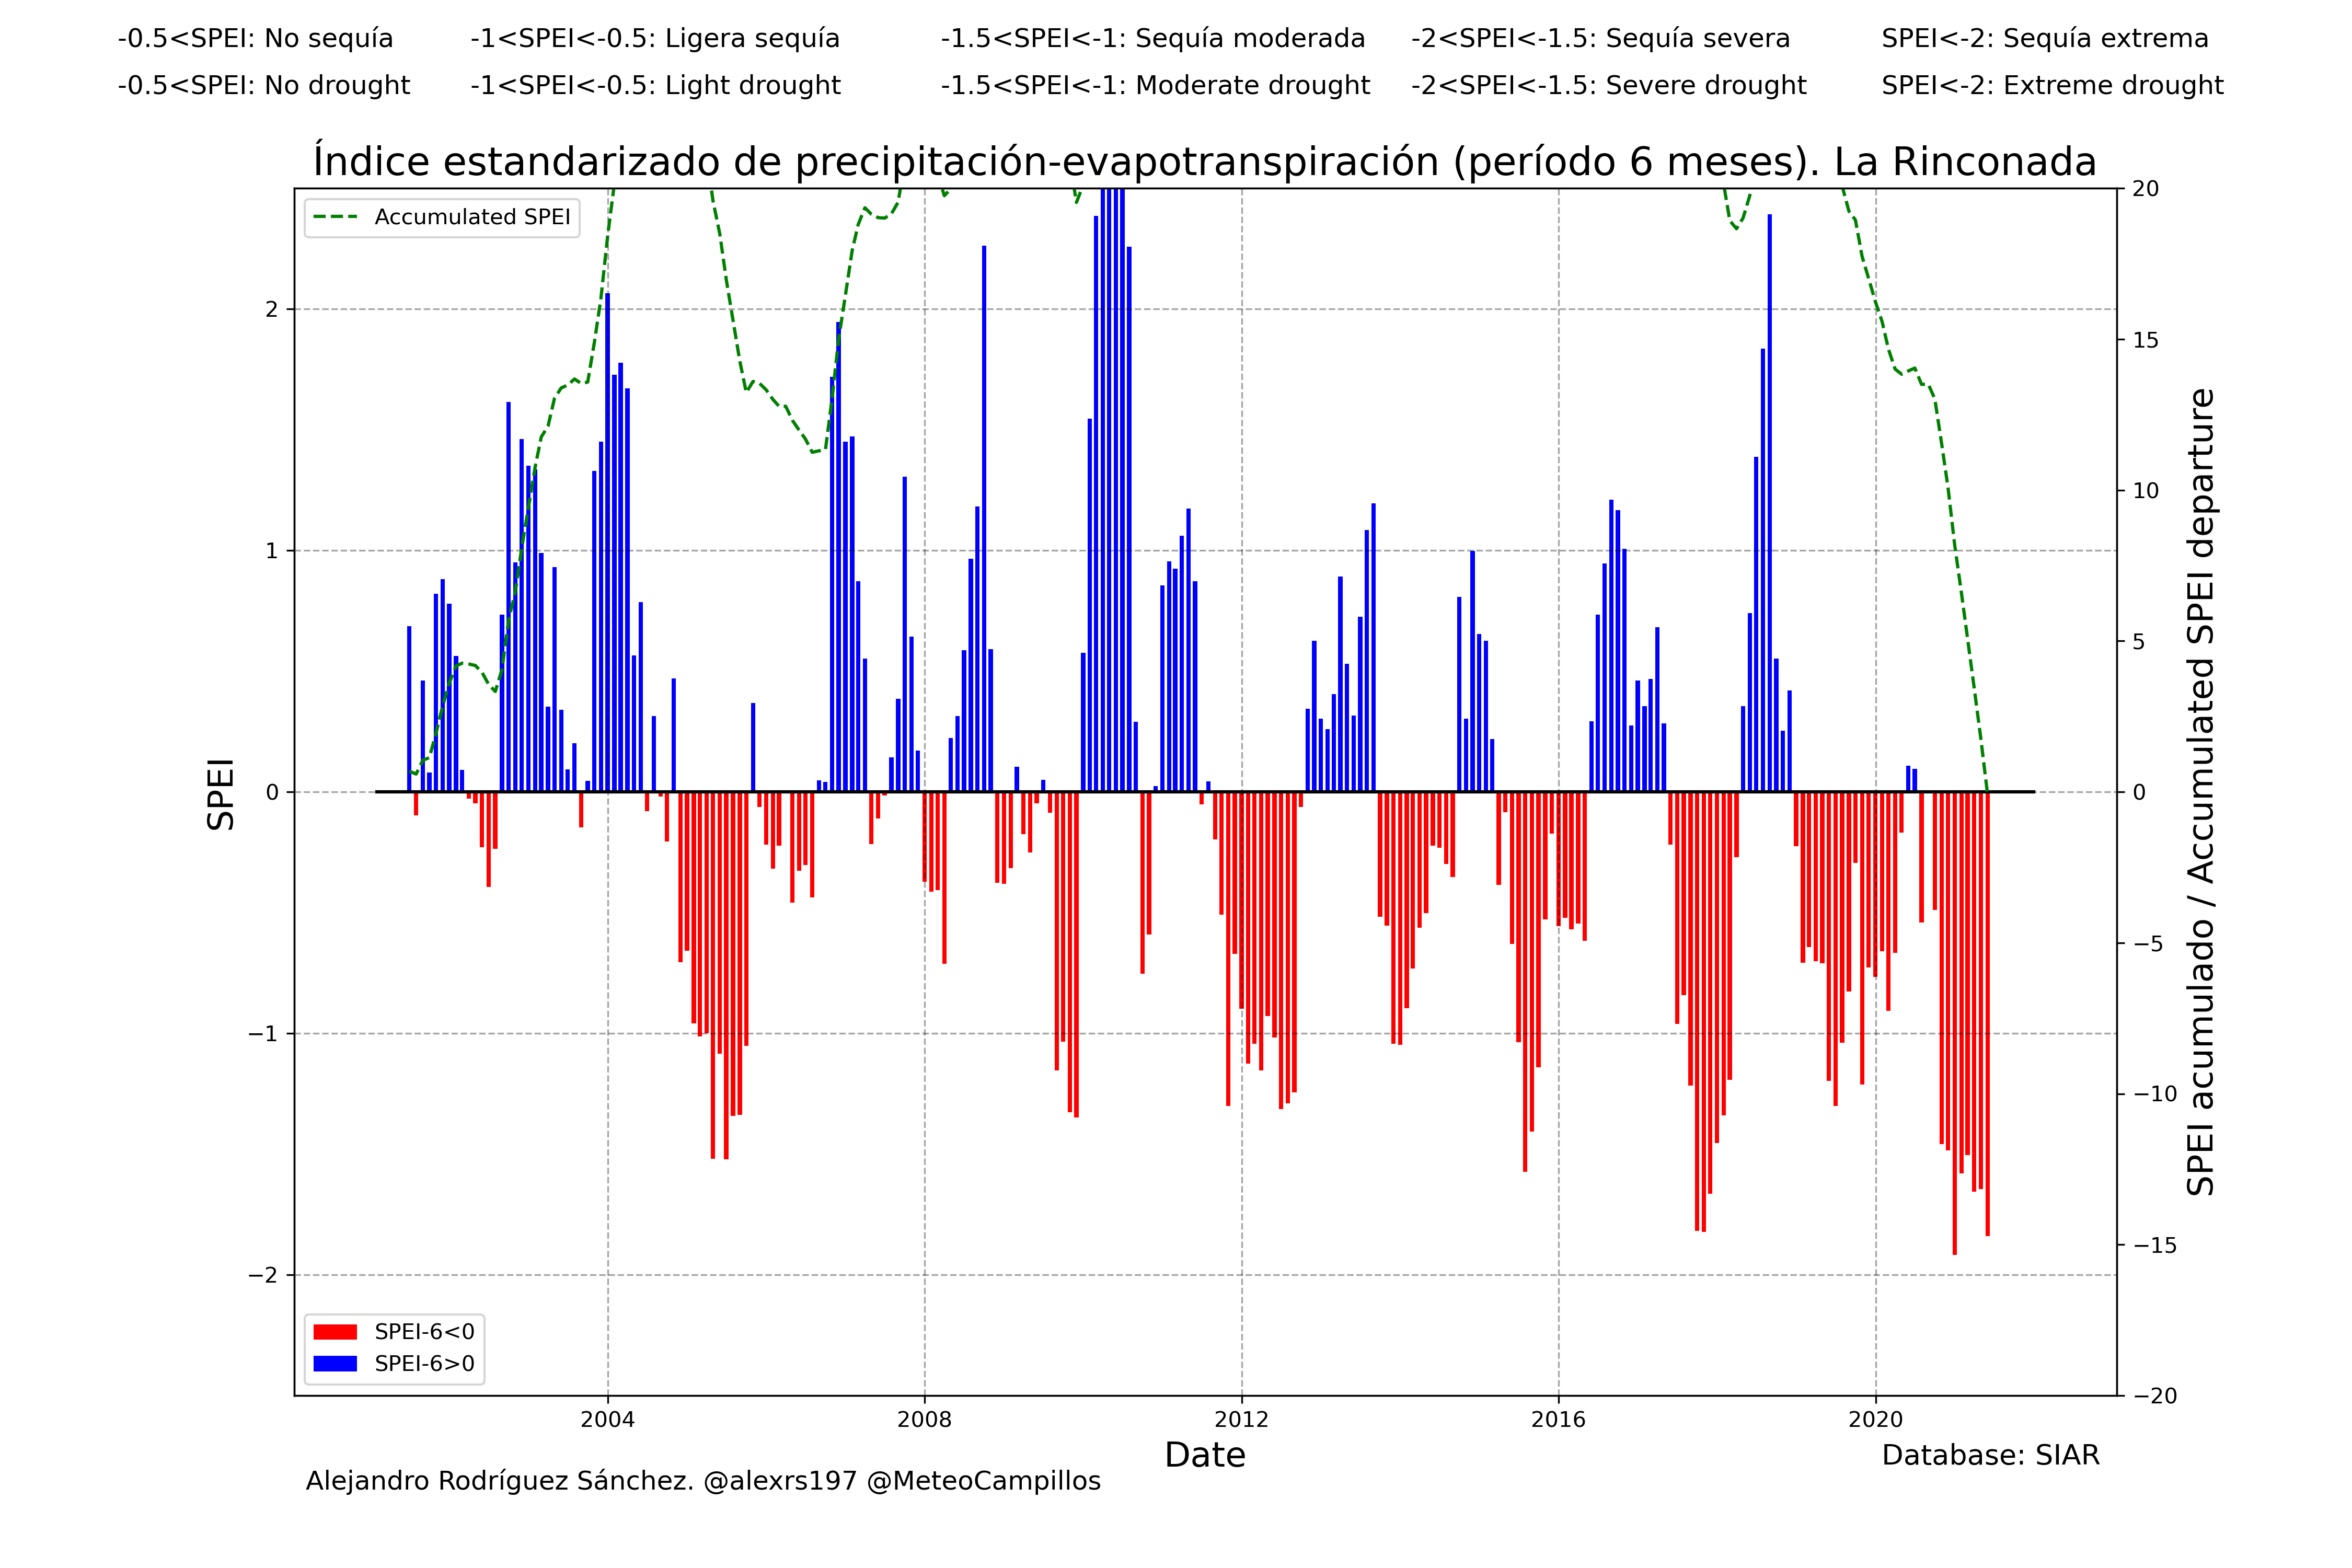 -0.5<SPEI: No sequía
-1<SPEI<-0.5: Ligera sequía
-1.5<SPEI<-1: Sequía moderada
-2<SPEI<-1.5: Sequía severa
SPEI<-2: Sequía extrema
-0.5<SPEI: No drought
-1<SPEI<-0.5: Light drought
-1.5<SPEI<-1: Moderate drought
-2<SPEI<-1.5: Severe drought
SPEI<-2: Extreme drought
Índice estandarizado de precipitación-evapotranspiración (período 6 meses). La Rinconada
Accumulated SPEI
SPEI
2
1
0
−1
−2
20
15
10
5
0
−5
−10
−15
−20
SPEI acumulado / Accumulated SPEI departure
SPEI-6<0
SPEI-6>0
2004
2008
2012
2016
2020
Date
Database: SIAR
Alejandro Rodríguez Sánchez. @alexrs197 @MeteoCampillos